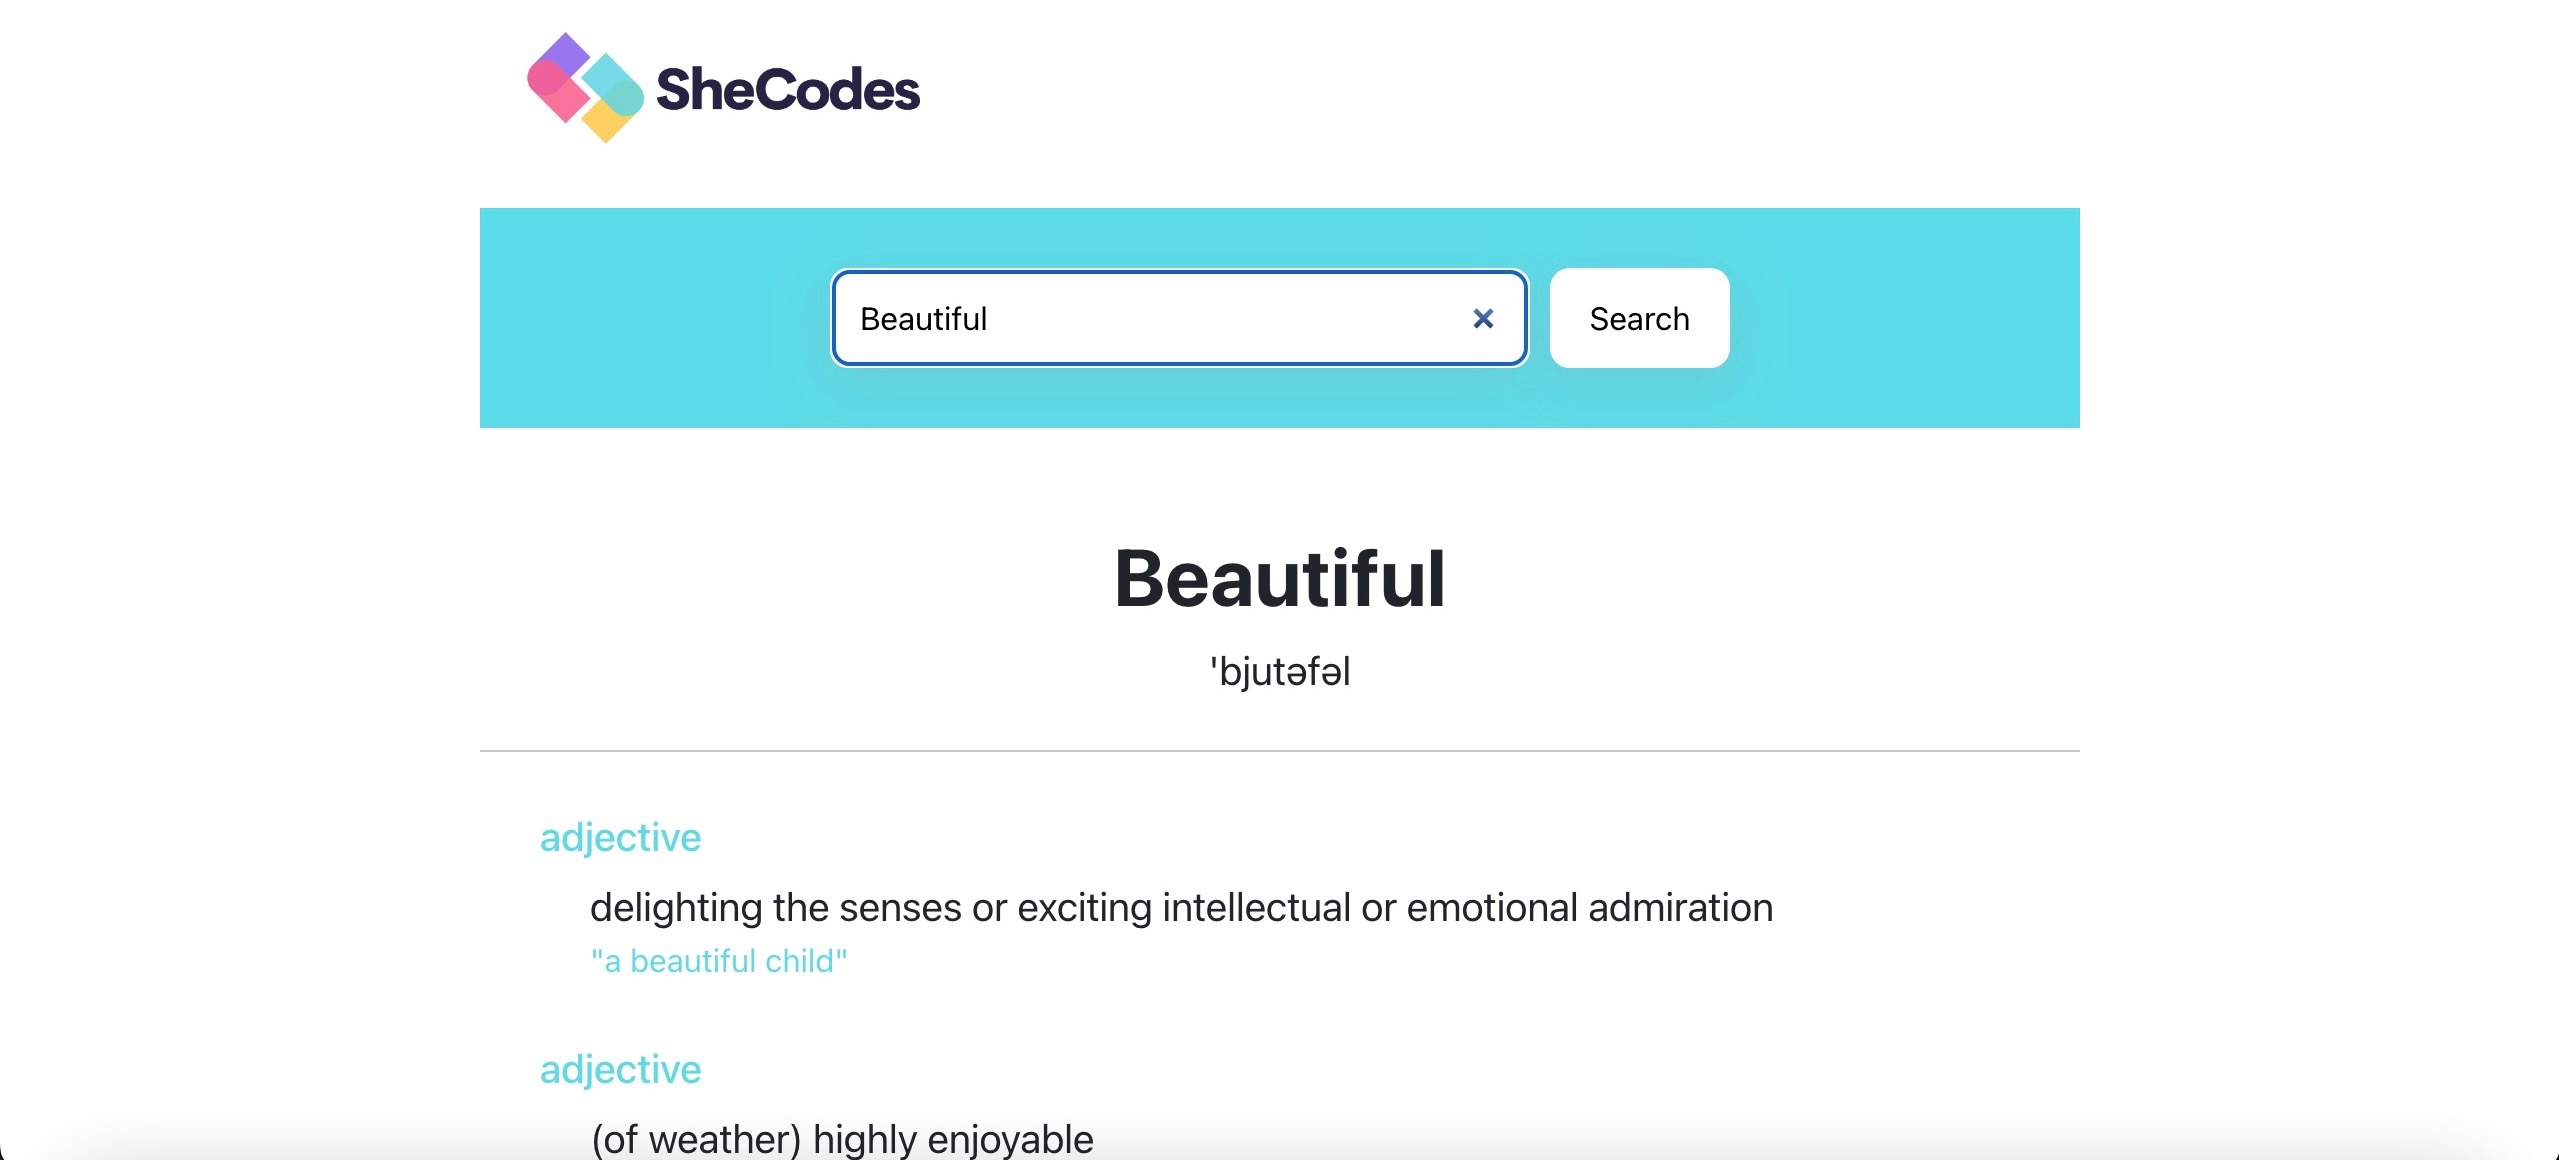 SheCodes
Beautiful
Search
Beautiful
'bjutəfəl
adjective
delighting the senses or exciting intellectual or emotional admiration
"a beautiful child"
adjective
(of weather) highly enjoyable